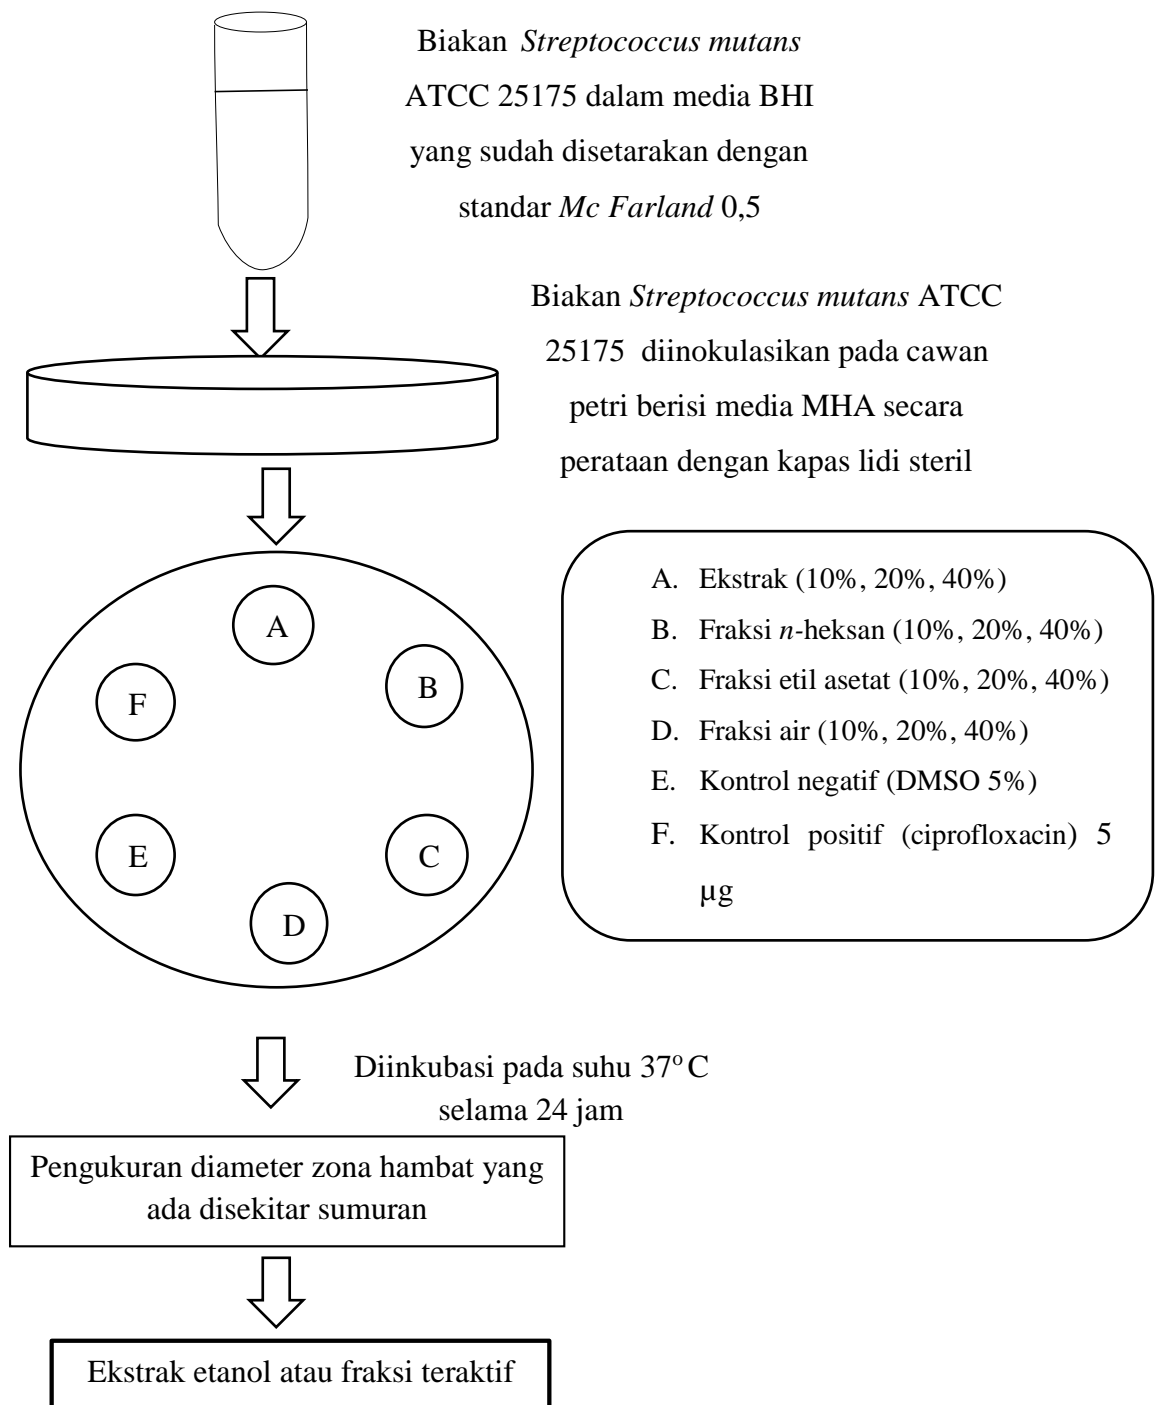 Biakan Streptococcus mutans
ATCC 25175 dalam media BHI
yang sudah disetarakan dengan
standar Mc Farland 0,5
Biakan Streptococcus mutans ATCC
25175 diinokulasikan pada cawan
petri berisi media MHA secara
perataan dengan kapas lidi steril
A
B
C
D
E
F
A. Ekstrak (10%, 20%, 40%)
B. Fraksi n-heksan (10%, 20%, 40%)
C. Fraksi etil asetat (10%, 20%, 40%)
D. Fraksi air (10%, 20%, 40%)
E. Kontrol negatif (DMSO 5%)
F. Kontrol positif (ciprofloxacin) 5
µg
Diinkubasi pada suhu 37° C
selama 24 jam
Pengukuran diameter zona hambat yang
ada disekitar sumuran
Ekstrak etanol atau fraksi teraktif